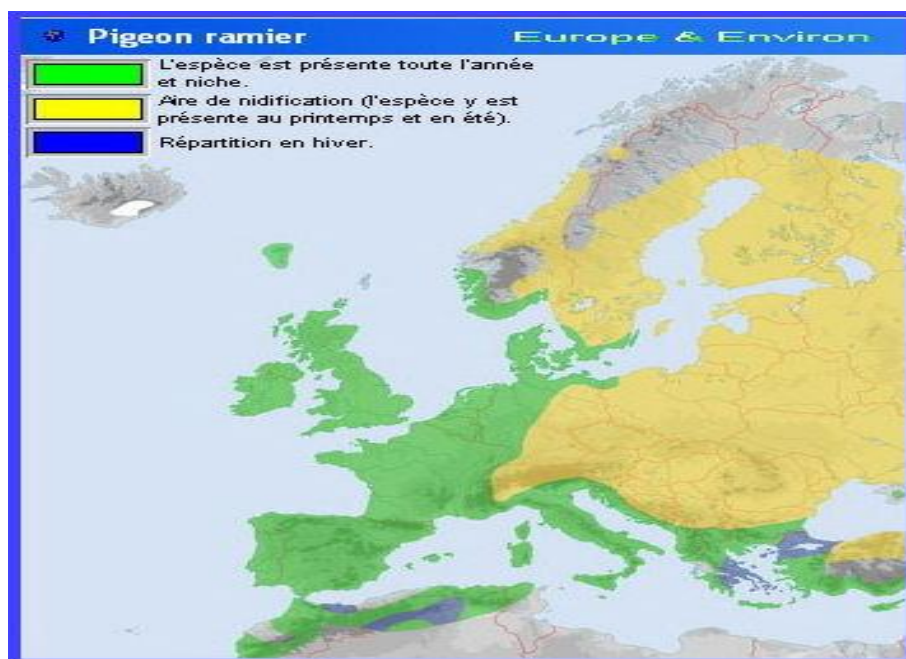 Pigeon ramier Europe & Environ
L'espèce est présente toute l'année
et niche.
Aire de nidification (l'espèce y est
présente au printemps et en été).
Répartition en hiver.